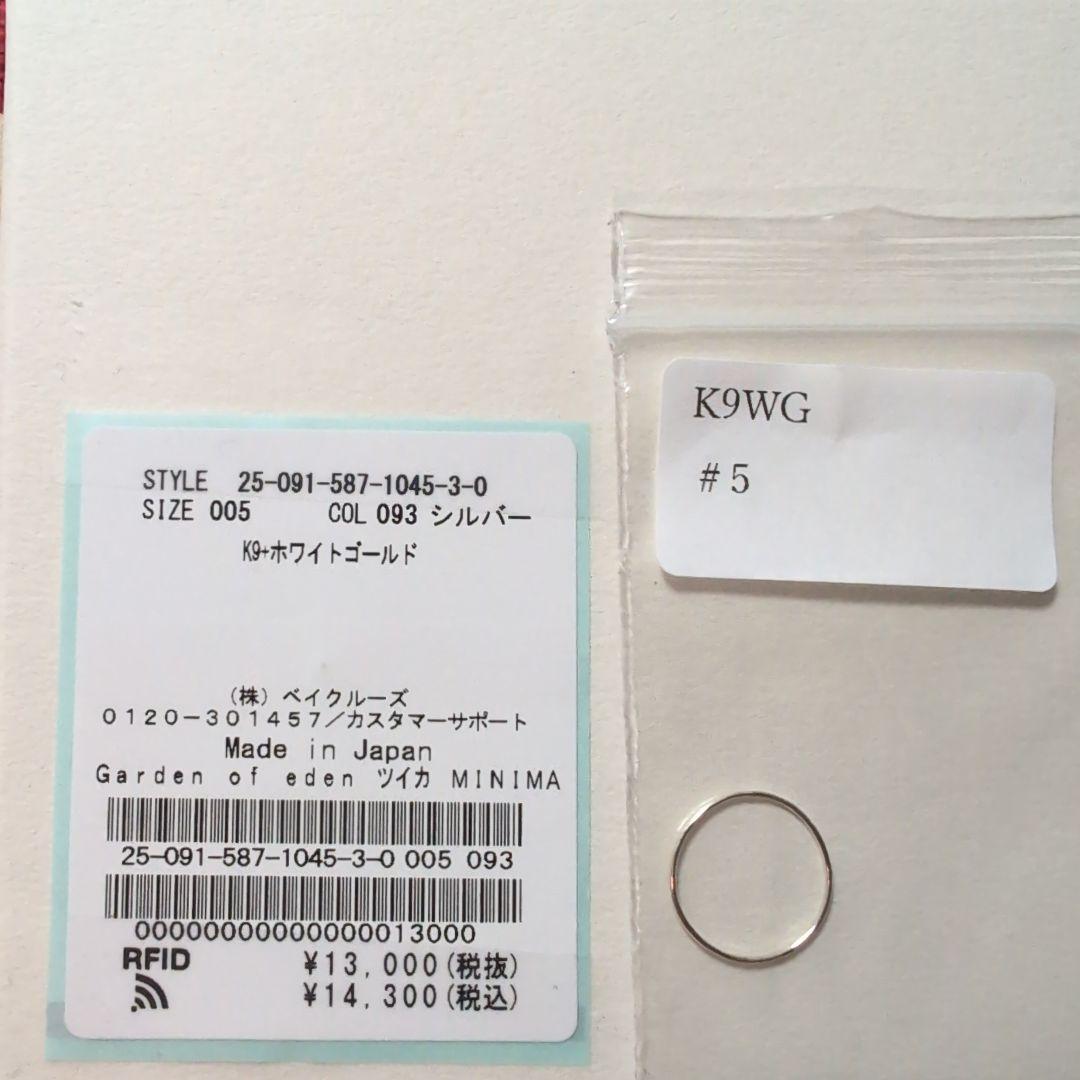 STYLE 25-091-587-1045-3-0
SIZE 005 COL 093 シルバー
K9+ホワイトゴールド
(株) ベイクルーズ
0120-301457/カスタマーサポート
Made in Japan
Garden of eden ツイカ MINIMA
25-091-587-1045-3-0 005 093
00000000000000013000
RFID
¥13,000(税抜)
¥14,300(税込)
K9WG
#5